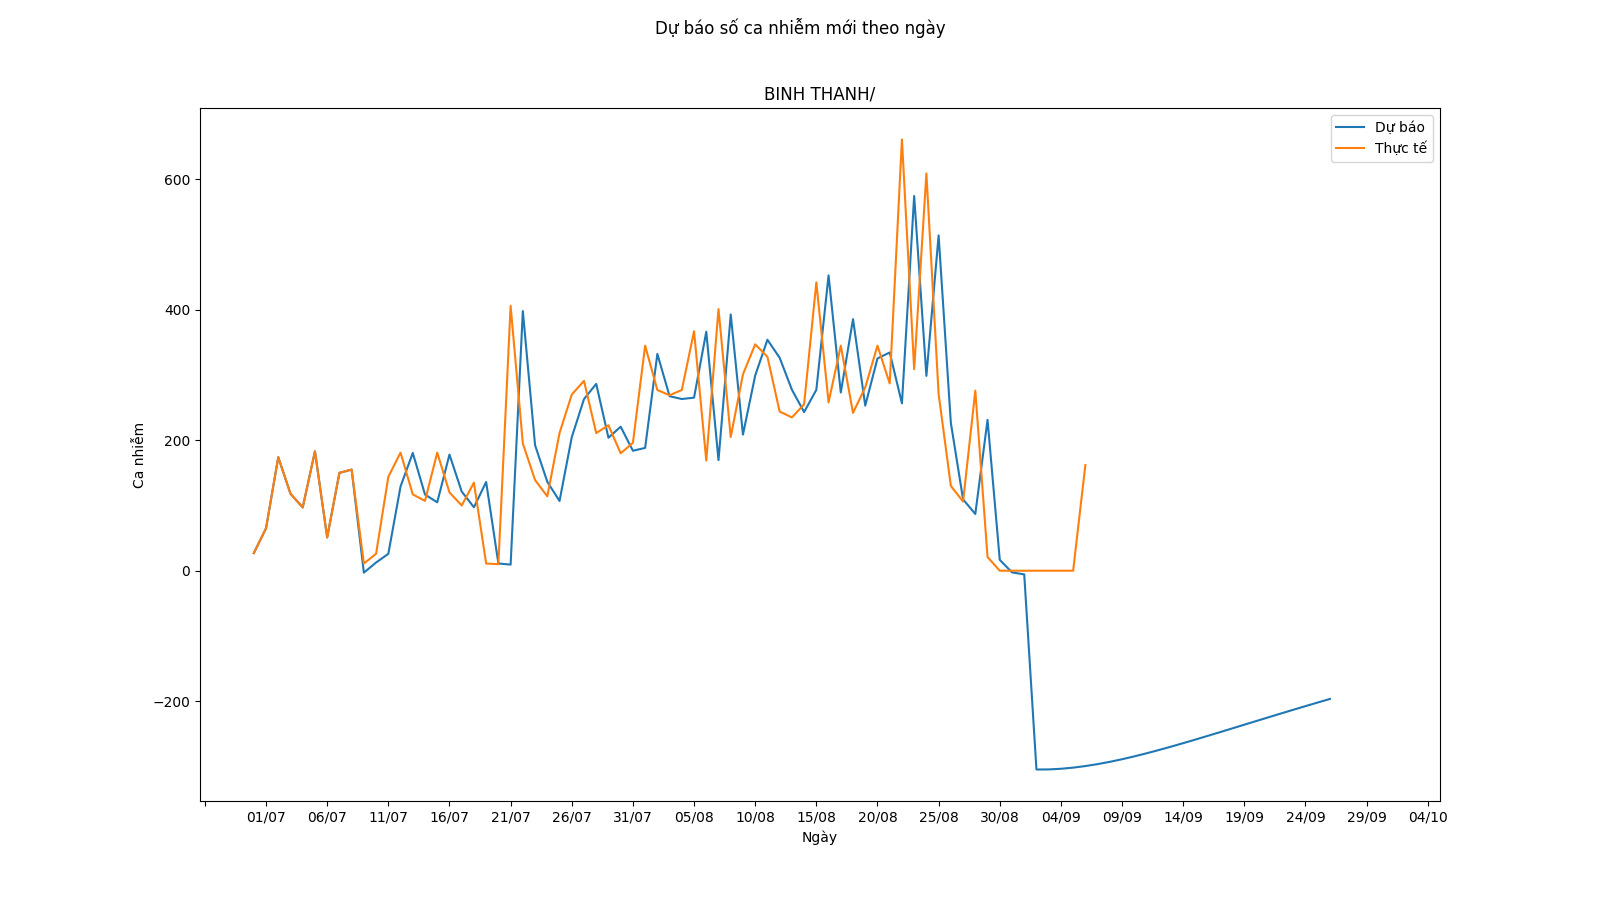 Dự báo số ca nhiễm mới theo ngày
BINH THANH/
Dự báo
Thực tế
600
400
200
0
−200
Ca nhiễm
01/07 06/07 11/07 16/07 21/07 26/07 31/07 05/08 10/08 15/08 20/08 25/08 30/08 04/09 09/09 14/09 19/09 24/09 29/09 04/10
Ngày